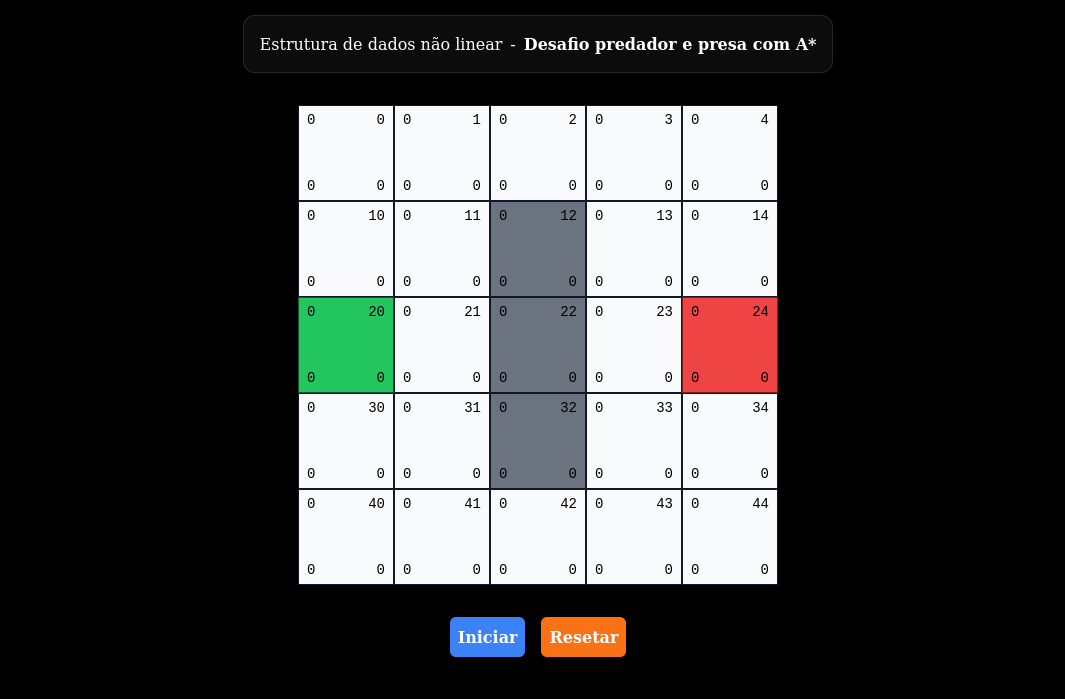 Estrutura de dados não linear - Desafio predador e presa com A*
0 0 0 1 0 2 0 3 0 4
0 0 0 0 0 0 0 0 0 0
0 10 0 11 0 12 0 13 0 14
0 0 0 0 0 0 0 0 0 0
0 20 0 21 0 22 0 23 0 24
0 0 0 0 0 0 0 0 0 0
0 30 0 31 0 32 0 33 0 34
0 0 0 0 0 0 0 0 0 0
0 40 0 41 0 42 0 43 0 44
0 0 0 0 0 0 0 0 0 0
Iniciar Resetar